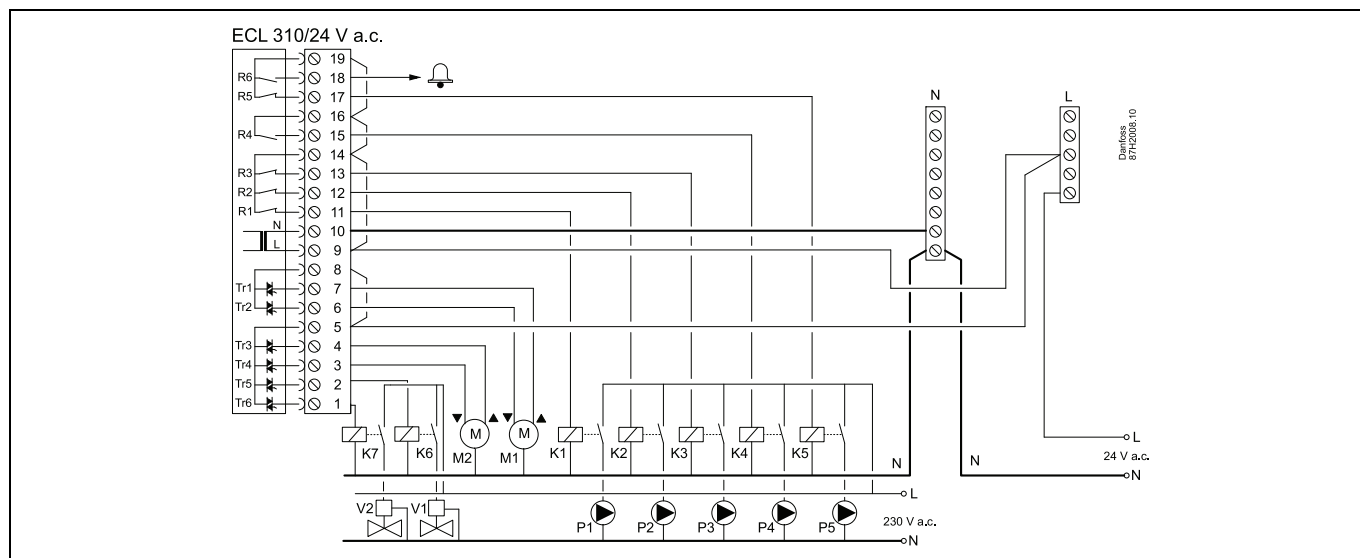 ECL 310/24 V a.c.
19
R6 18
R5 17
16
R4 15
14
R3 13
R2 12
R1 11
N 10
L 9
8
Tr1 7
Tr2 6
5
Tr3 4
Tr4 3
Tr5 2
Tr6 1
N
L
Danfoss
87H2008.10
M M
K7 K6 M2 M1 K1 K2 K3 K4 K5
L
24 V a.c.
N N N
L
V2 V1 P1 P2 P3 P4 P5
230 V a.c.
N